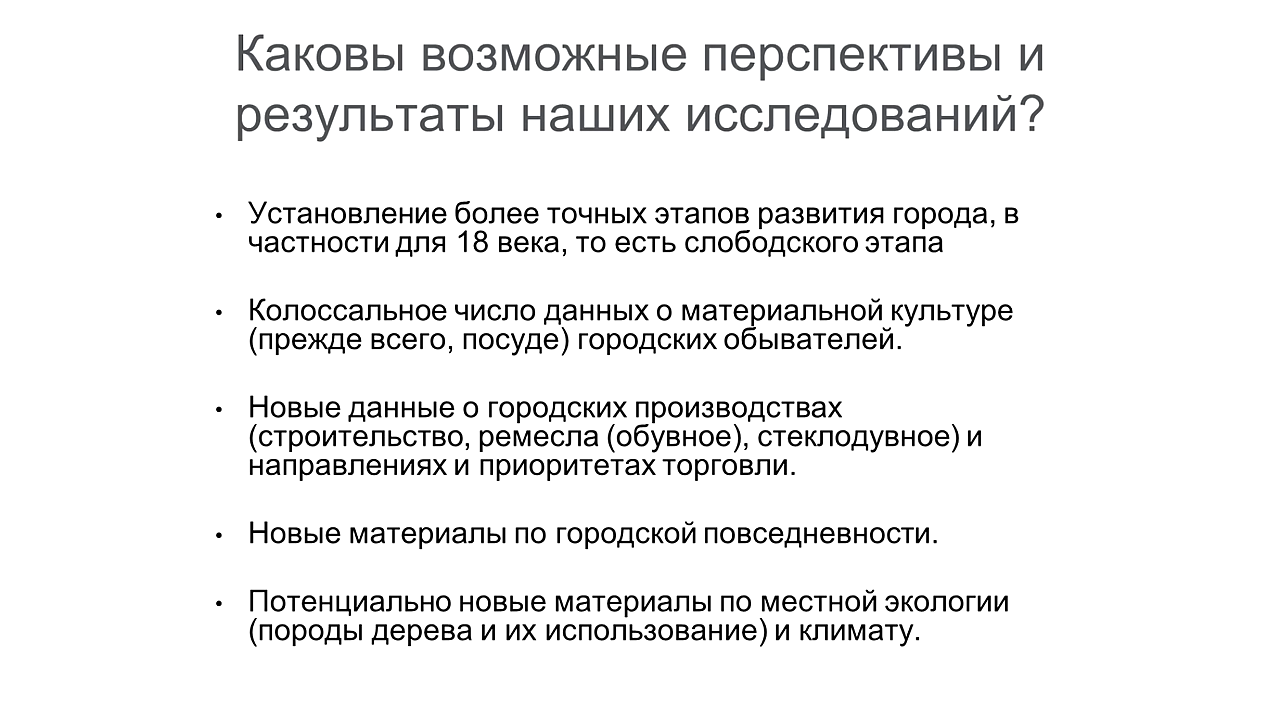 Каковы возможные перспективы и
результаты наших исследований?
• Установление более точных этапов развития города, в
частности для 18 века, то есть слободского этапа
• Колоссальное число данных о материальной культуре
(прежде всего, посуде) городских обывателей.
• Новые данные о городских производствах
(строительство, ремесла (обувное), стеклодувное) и
направлениях и приоритетах торговли.
• Новые материалы по городской повседневности.
• Потенциально новые материалы по местной экологии
(породы дерева и их использование) и климату.